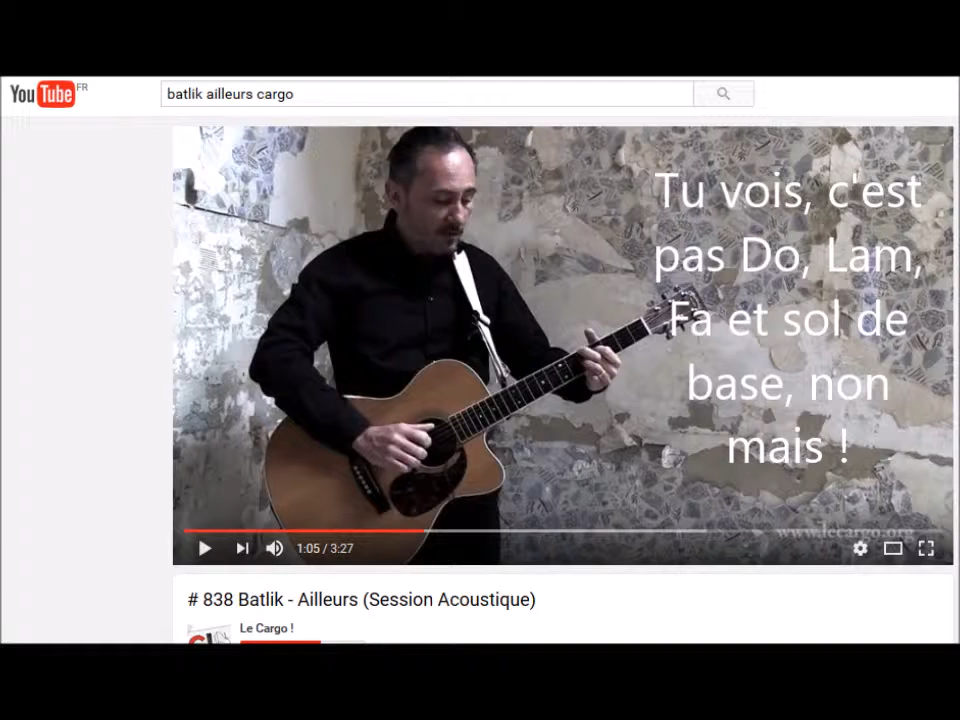 YouTube FR
batlik ailleurs cargo
Tu vois, c'est
pas Do, Lam,
Fa et sol de
base, non
mais !
www.lecargo.org
1:05 / 3:27
# 838 Batlik - Ailleurs (Session Acoustique)
Le Cargo !